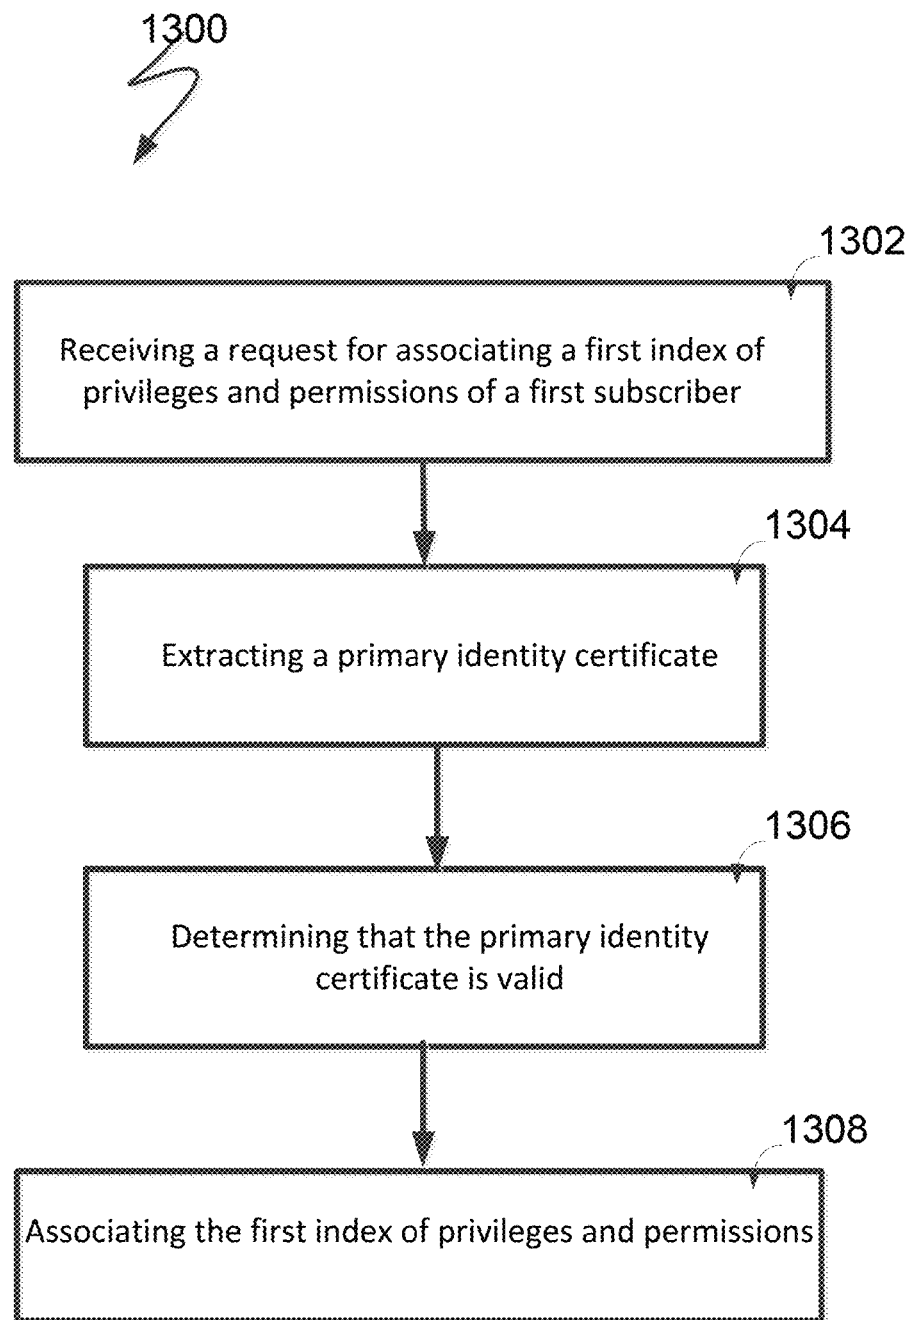 1300
1302
Receiving a request for associating a first index of
privileges and permissions of a first subscriber
1304
Extracting a primary identity certificate
1306
Determining that the primary identity
certificate is valid
1308
Associating the first index of privileges and permissions